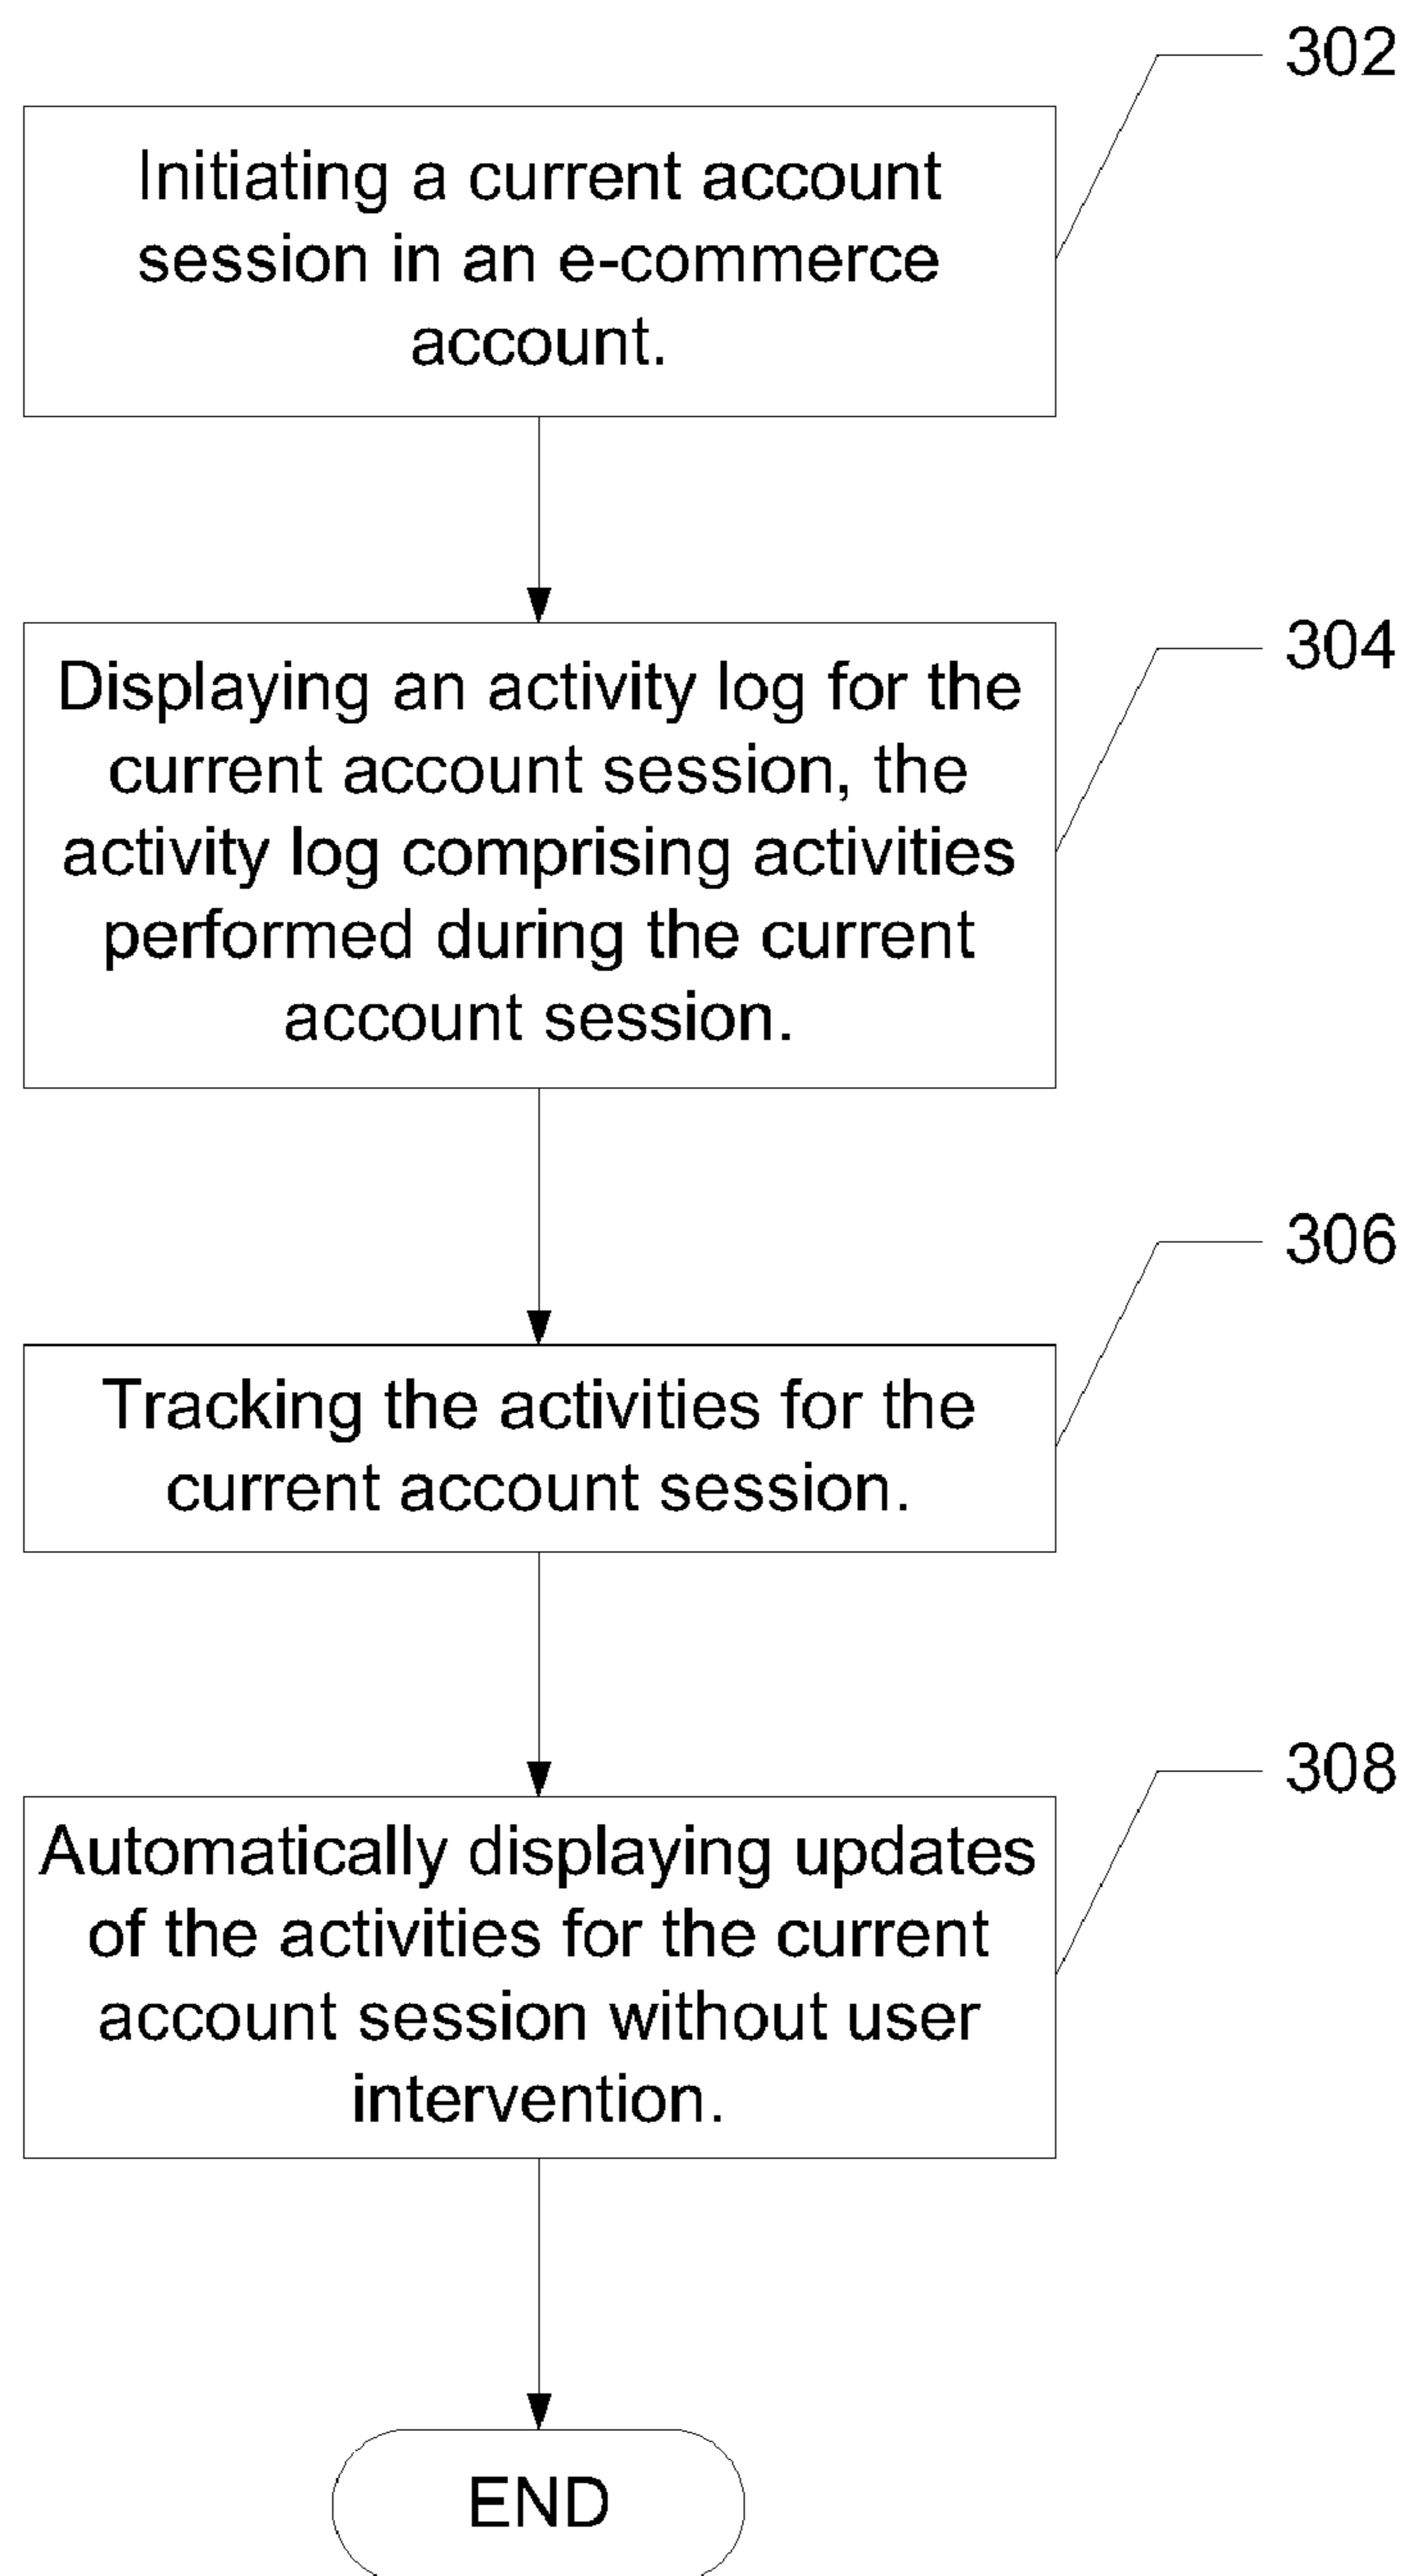 302
Initiating a current account
session in an e-commerce
account.
304
Displaying an activity log for the
current account session, the
activity log comprising activities
performed during the current
account session.
306
Tracking the activities for the
current account session.
308
Automatically displaying updates
of the activities for the current
account session without user
intervention.
END